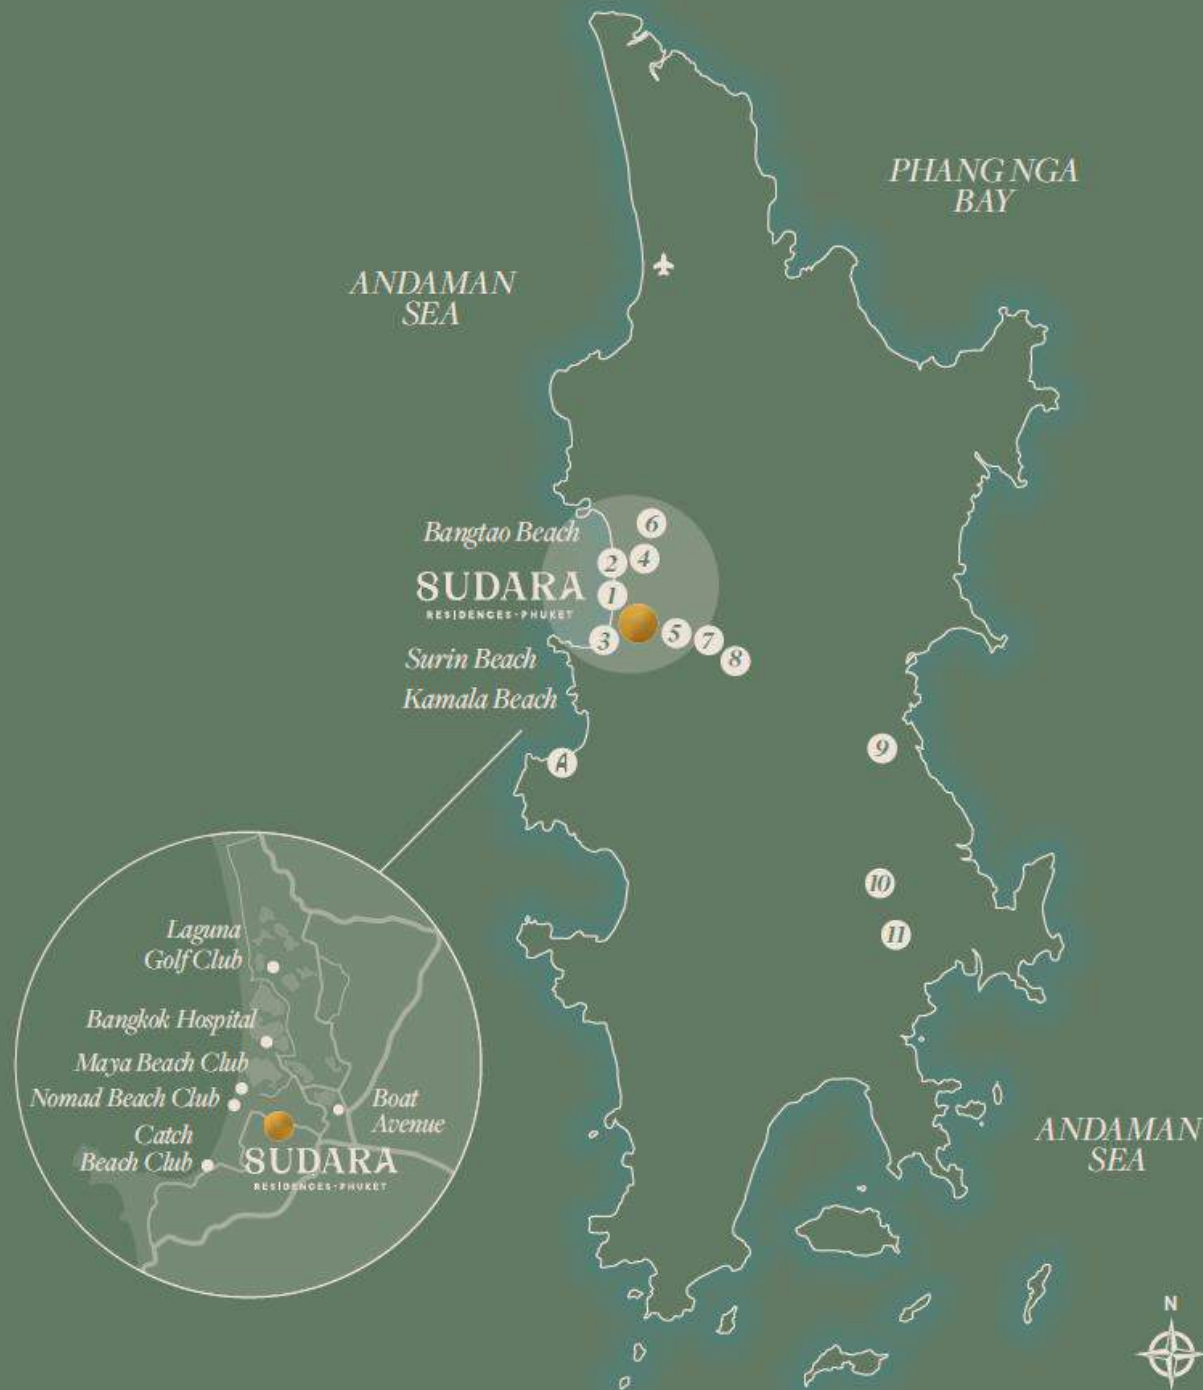 PHANG NGA
BAY
ANDAMAN
SEA
Bangtao Beach
6
2
4
SUDARA
RESIDENCES - PHUKET
1
3
5
7
8
Surin Beach
Kamala Beach
A
9
10
11
Laguna
Golf Club
Bangkok Hospital
Maya Beach Club
Nomad Beach Club
Catch
Beach Club
Boat
Avenue
SUDARA
RESIDENCES - PHUKET
ANDAMAN
SEA
N